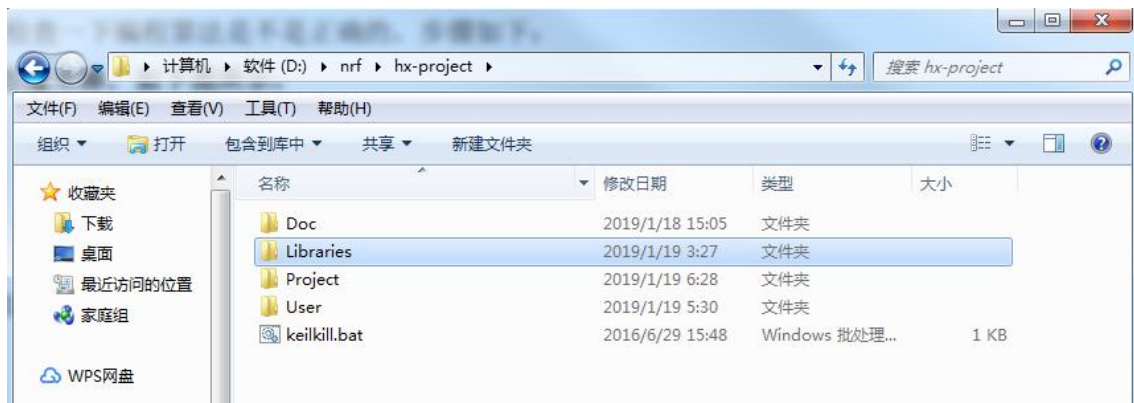 计算机 ▸ 软件 (D:) ▸ nrf ▸ hx-project ▸ 搜索 hx-project
文件(F) 编辑(E) 查看(V) 工具(T) 帮助(H)
组织 打开 包含到库中 共享 新建文件夹
收藏夹
下载
桌面
最近访问的位置
家庭组
WPS网盘
名称 修改日期 类型 大小
Doc 2019/1/18 15:05 文件夹
Libraries 2019/1/19 3:27 文件夹
Project 2019/1/19 6:28 文件夹
User 2019/1/19 5:30 文件夹
keilkill.bat 2016/6/29 15:48 Windows 批处理... 1 KB